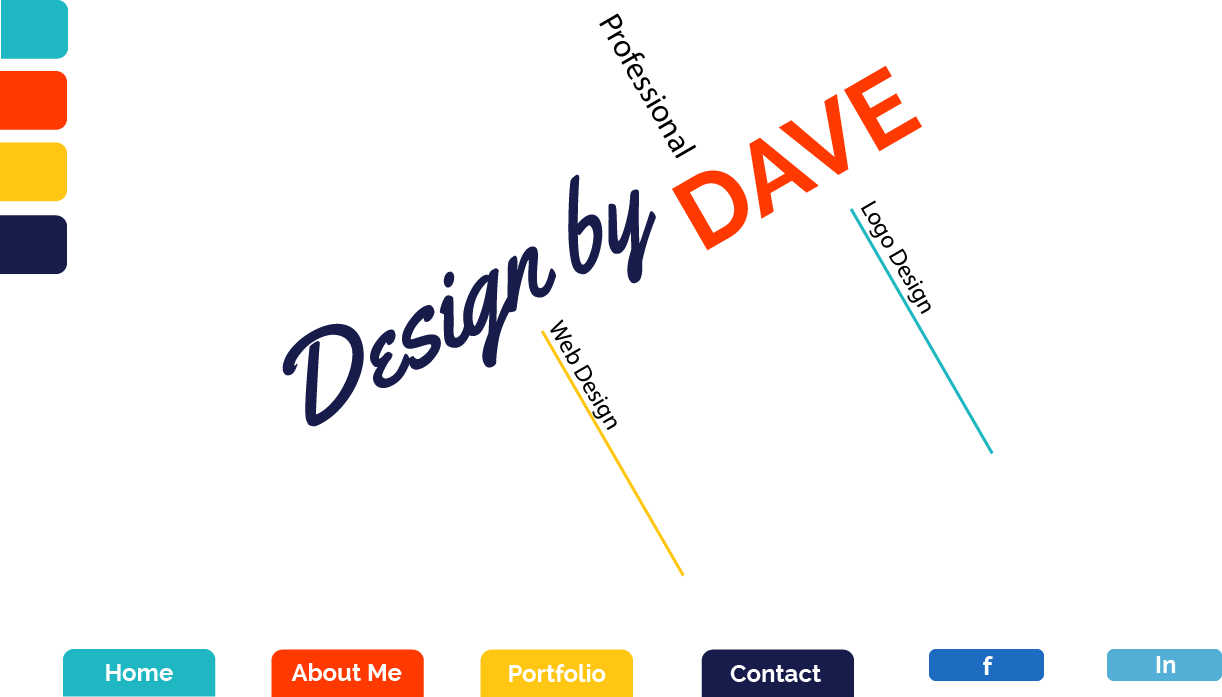 Professional
Design by DAVE
Web Design
Logo Design
Home
About Me
Portfolio
Contact
f
In